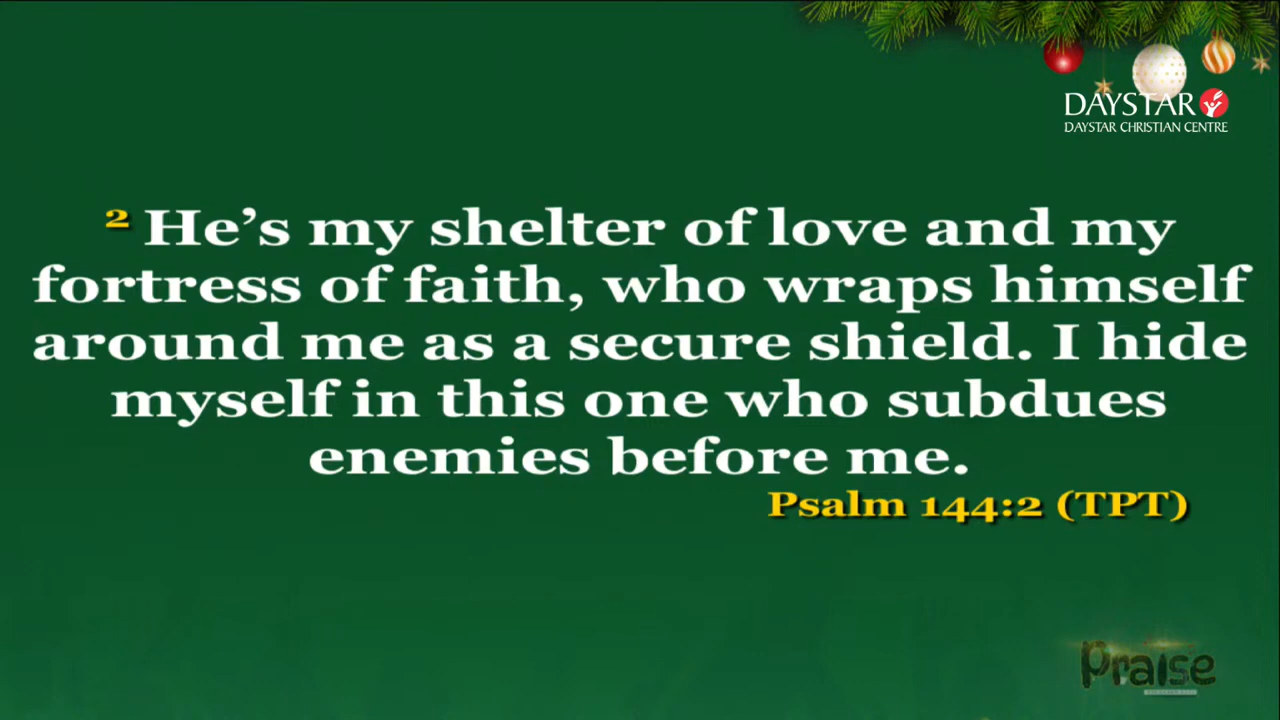 DAYSTAR
DAYSTAR CHRISTIAN CENTRE
2 He’s my shelter of love and my
fortress of faith, who wraps himself
around me as a secure shield. I hide
myself in this one who subdues
enemies before me.
Psalm 144:2 (TPT)
Praise